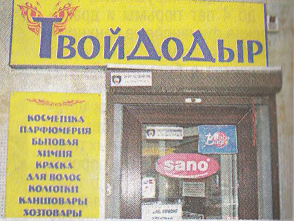 ТвойДоДыр
КОСМЕТИКА
ПАРФЮМЕРИЯ
БЫТОВАЯ
ХИМИЯ
КРАСКА
ДЛЯ ВОЛОС
КОЛГОТКИ
КАНЦТОВАРЫ
ХОЗТОВАРЫ
sano